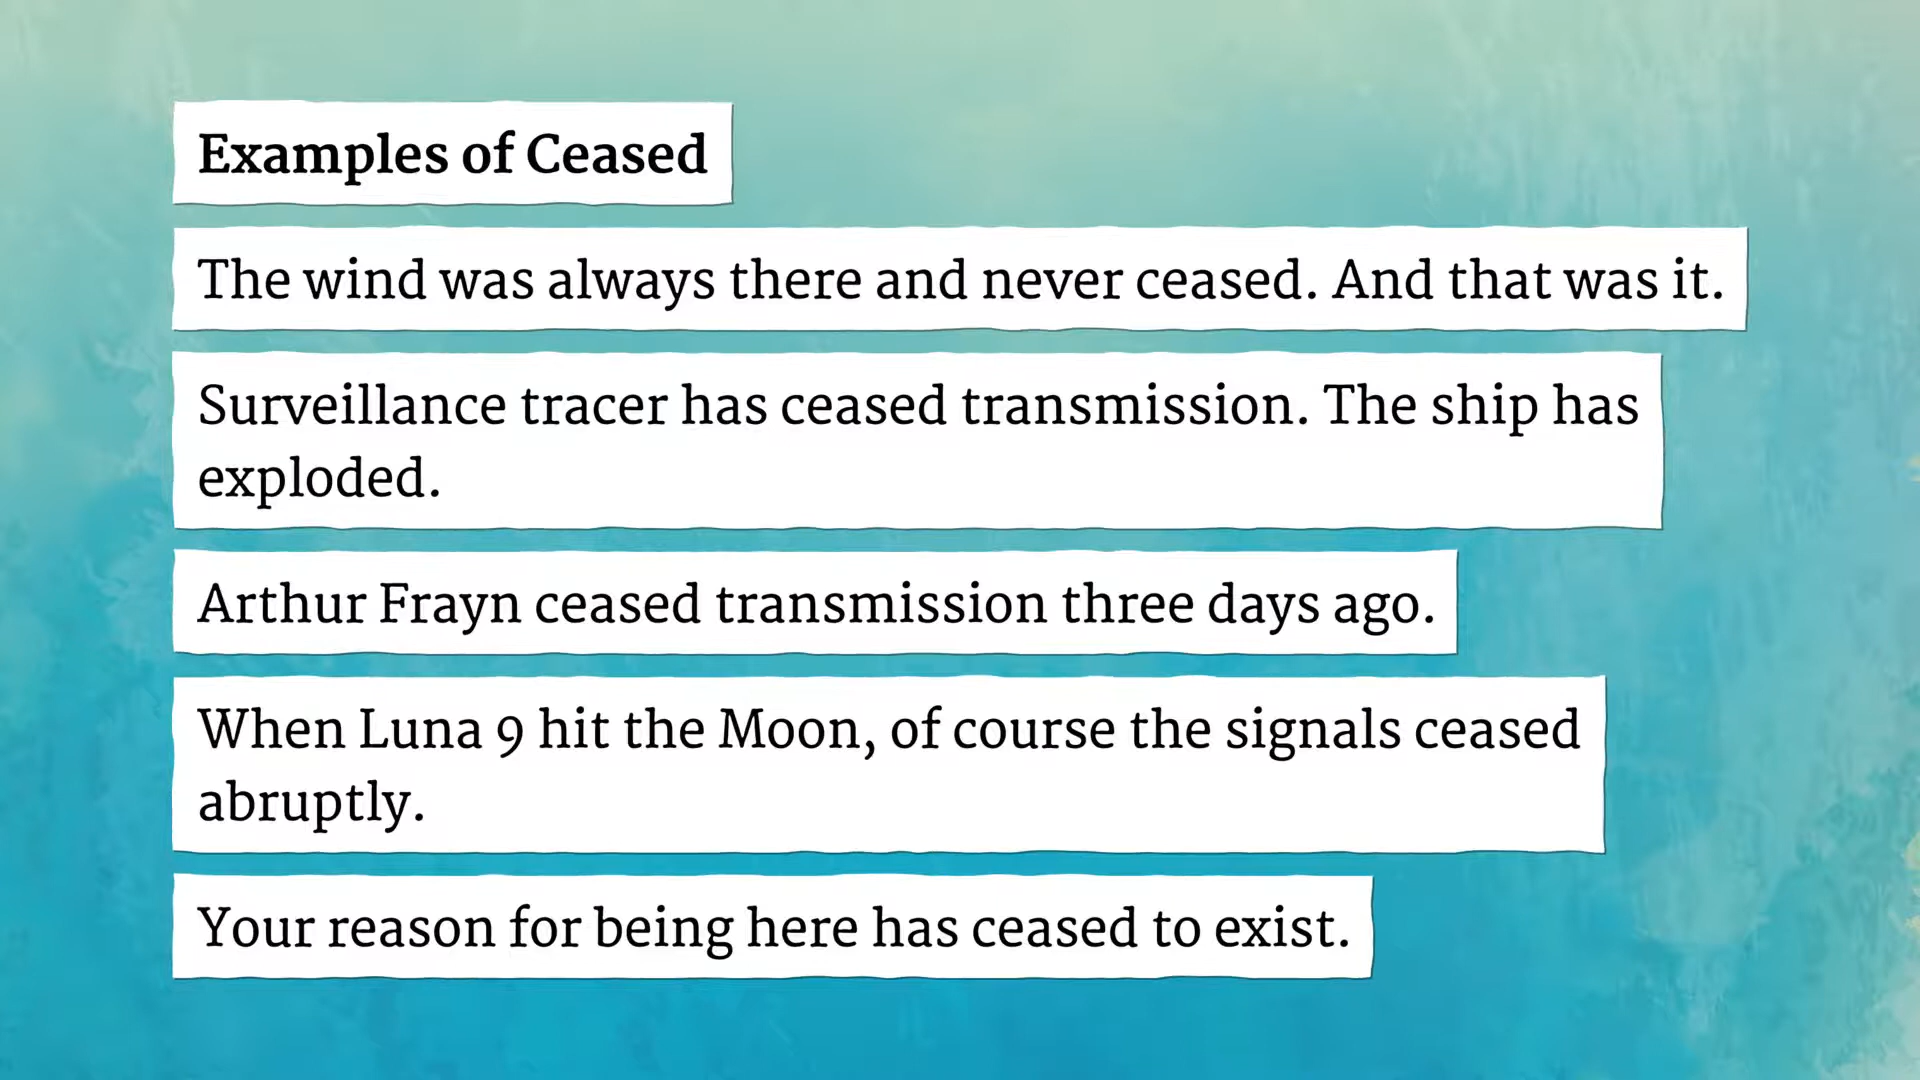 Examples of Ceased
The wind was always there and never ceased. And that was it.
Surveillance tracer has ceased transmission. The ship has
exploded.
Arthur Frayn ceased transmission three days ago.
When Luna 9 hit the Moon, of course the signals ceased
abruptly.
Your reason for being here has ceased to exist.